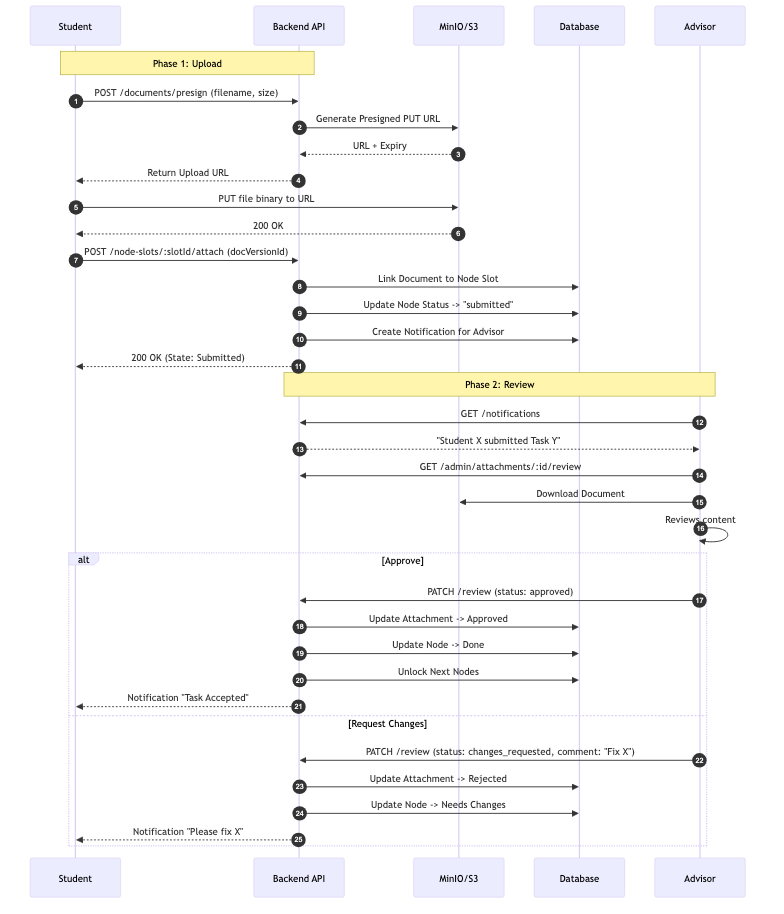 Student
Backend API
MinIO/S3
Database
Advisor
Phase 1: Upload
POST /documents/presign (filename, size)
1
Generate Presigned PUT URL
2
URL + Expiry
3
Return Upload URL
4
PUT file binary to URL
5
200 OK
6
POST /node-slots/:slotId/attach (docVersionId)
7
Link Document to Node Slot
8
Update Node Status -> "submitted"
9
Create Notification for Advisor
10
200 OK (State: Submitted)
11
Phase 2: Review
GET /notifications
12
"Student X submitted Task Y"
13
GET /admin/attachments/:id/review
14
Download Document
15
Reviews content
16
alt
[Approve]
PATCH /review (status: approved)
17
Update Attachment -> Approved
18
Update Node -> Done
19
Unlock Next Nodes
20
Notification "Task Accepted"
21
[Request Changes]
PATCH /review (status: changes_requested, comment: "Fix X")
22
Update Attachment -> Rejected
23
Update Node -> Needs Changes
24
Notification "Please fix X"
25
Student
Backend API
MinIO/S3
Database
Advisor